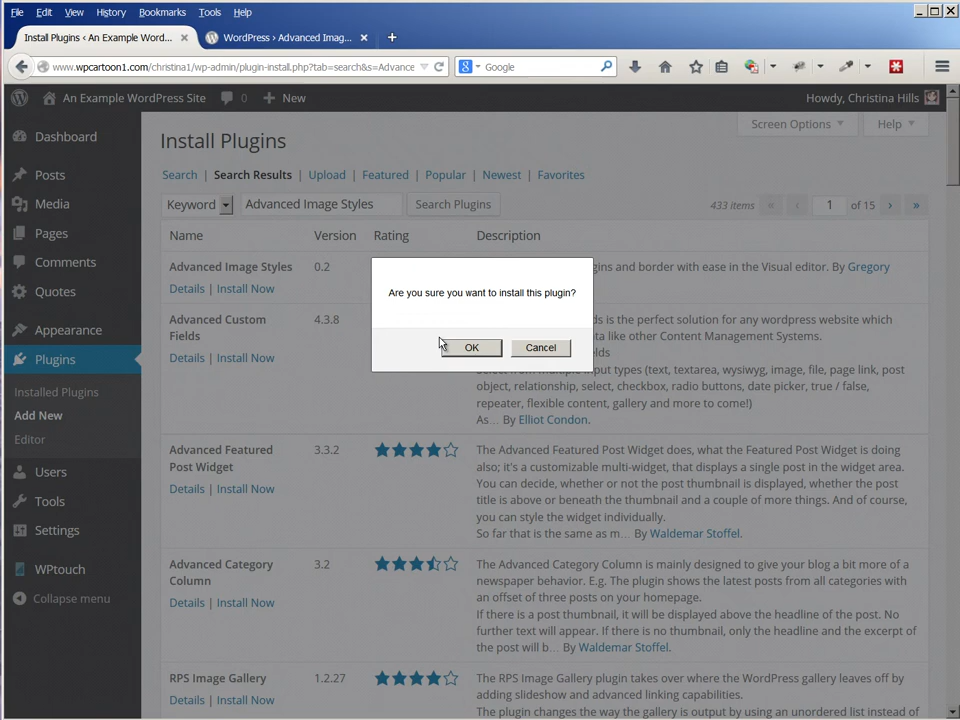 File Edit View History Bookmarks Tools Help
Install Plugins ‹ An Example Word... × WordPress › Advanced Imag... × +
www.wpcartoon1.com/christina1/wp-admin/plugin-install.php?tab=search&s=Advance Google
An Example WordPress Site 0 + New Howdy, Christina Hills
Screen Options Help
Dashboard
Posts
Media
Pages
Comments
Quotes
Appearance
Plugins
Installed Plugins
Add New
Editor
Users
Tools
Settings
WPtouch
Collapse menu
Install Plugins
Search | Search Results | Upload | Featured | Popular | Newest | Favorites
Keyword Advanced Image Styles Search Plugins 433 items « ‹ 1 of 15 › »
Name Version Rating Description
Advanced Image Styles 0.2 gins and border with ease in the Visual editor. By Gregory
Details | Install Now
Are you sure you want to install this plugin?
OK Cancel
Advanced Custom Fields 4.3.8
ds is the perfect solution for any wordpress website which
ata like other Content Management Systems.
ields
Details | Install Now
Select from multiple input types (text, textarea, wysiwyg, image, file, page link, post
object, relationship, select, checkbox, radio buttons, date picker, true / false,
repeater, flexible content, gallery and more to come!)
As… By Elliot Condon.
Advanced Featured Post Widget 3.3.2
Details | Install Now
The Advanced Featured Post Widget does, what the Featured Post Widget is doing
also; it's a customizable multi-widget, that displays a single post in the widget area.
You can decide, whether or not the post thumbnail is displayed, whether the post
title is above or beneath the thumbnail and a couple of more things. And of course,
you can style the widget individually.
So far that is the same as m… By Waldemar Stoffel.
Advanced Category Column 3.2
Details | Install Now
The Advanced Category Column is mainly designed to give your blog a bit more of a
newspaper behavior. E.g. The plugin shows the latest posts from all categories with
an offset of three posts on your homepage.
If there is a post thumbnail, it will be displayed above the headline of the post. No
further text will appear. If there is no thumbnail, only the headline and the excerpt of
the post will b… By Waldemar Stoffel.
RPS Image Gallery 1.2.27
Details | Install Now
The RPS Image Gallery plugin takes over where the WordPress gallery leaves off by
adding slideshow and advanced linking capabilities.
The plugin changes the way the gallery is output by using an unordered list instead of